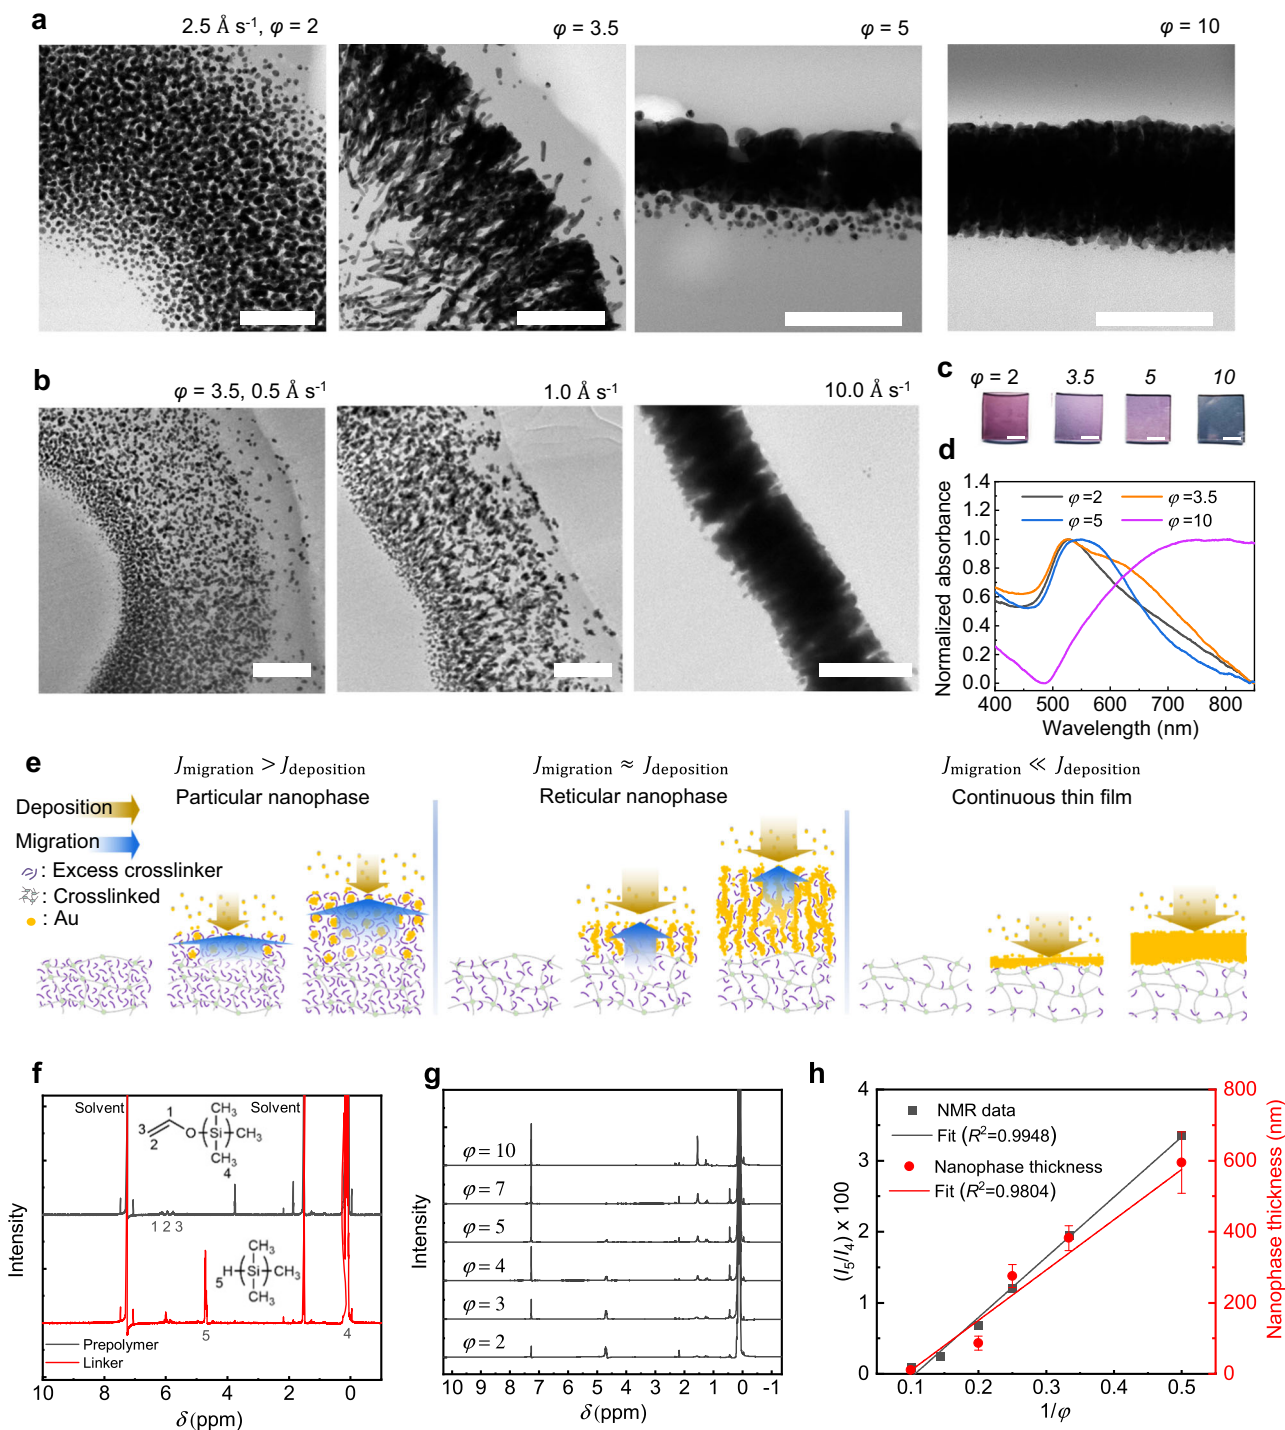 a
2.5 Å s-1, φ = 2
φ = 3.5
φ = 5
φ = 10
b
φ = 3.5, 0.5 Å s-1
1.0 Å s-1
10.0 Å s-1
c
φ = 2
3.5
5
10
d
Normalized absorbance
1.4
1.2
1.0
0.8
0.6
0.4
0.2
0.0
φ=2
φ=3.5
φ=5
φ=10
400
500
600
700
800
Wavelength (nm)
e
Jmigration > Jdeposition
Particular nanophase
Jmigration ≈ Jdeposition
Reticular nanophase
Jmigration ≪ Jdeposition
Continuous thin film
Deposition
Migration
: Excess crosslinker
: Crosslinked
: Au
f
Intensity
Solvent
Solvent
1
3
2
O
Si
CH3
CH3
CH3
4
1 2 3
H
5
Si
CH3
CH3
CH3
5
4
Prepolymer
Linker
10
8
6
4
2
0
δ (ppm)
g
Intensity
φ = 10
φ = 7
φ = 5
φ = 4
φ = 3
φ = 2
10 9 8 7 6 5 4 3 2 1 0 -1
δ (ppm)
h
(I5/I4) x 100
4
3
2
1
0
NMR data
Fit (R2=0.9948)
Nanophase thickness
Fit (R2=0.9804)
0.1
0.2
0.3
0.4
0.5
1/φ
800
600
400
200
0
Nanophase thickness (nm)